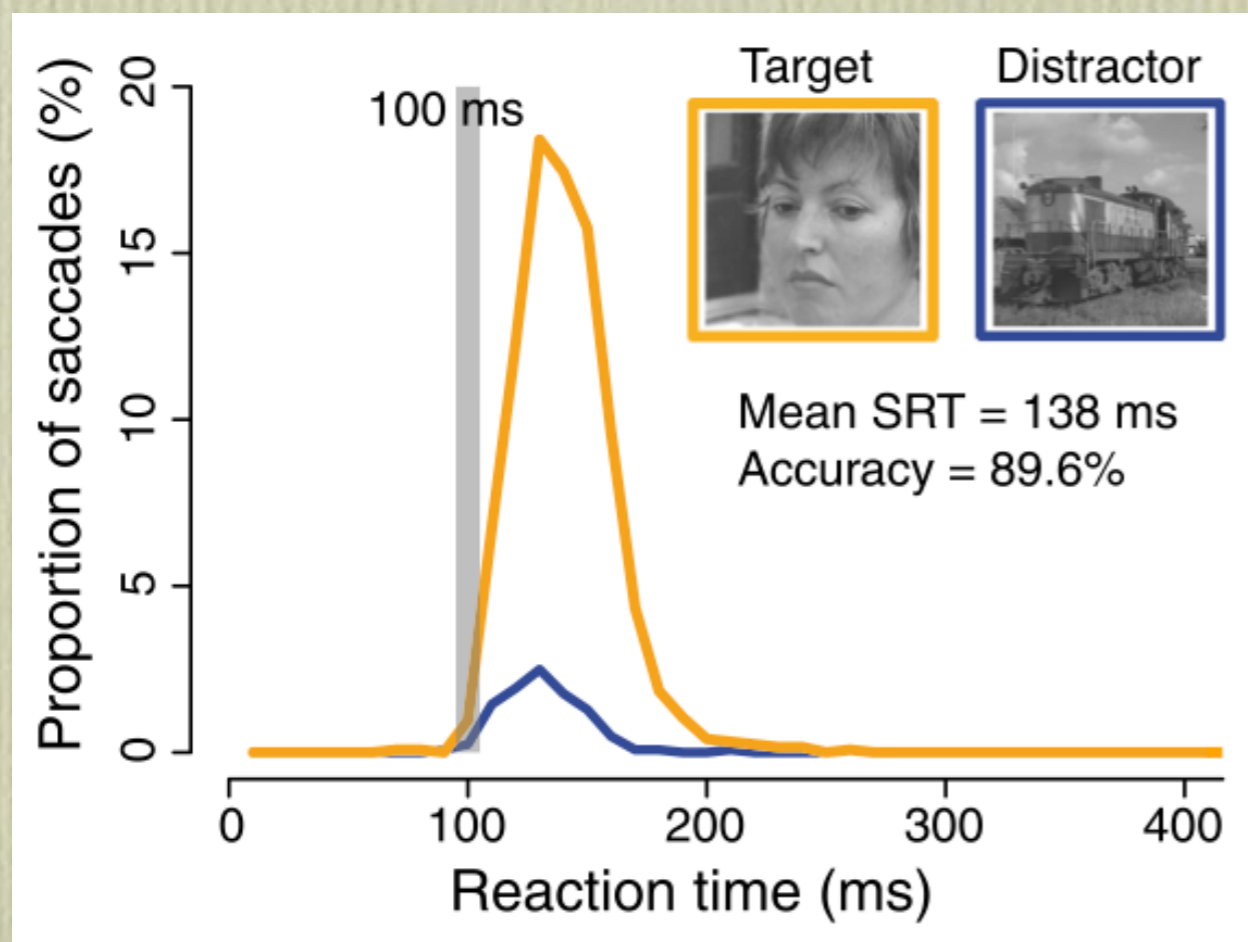 Target
Distractor
100 ms
Mean SRT = 138 ms
Accuracy = 89.6%
Proportion of saccades (%)
20
15
10
5
0
0 100 200 300 400
Reaction time (ms)